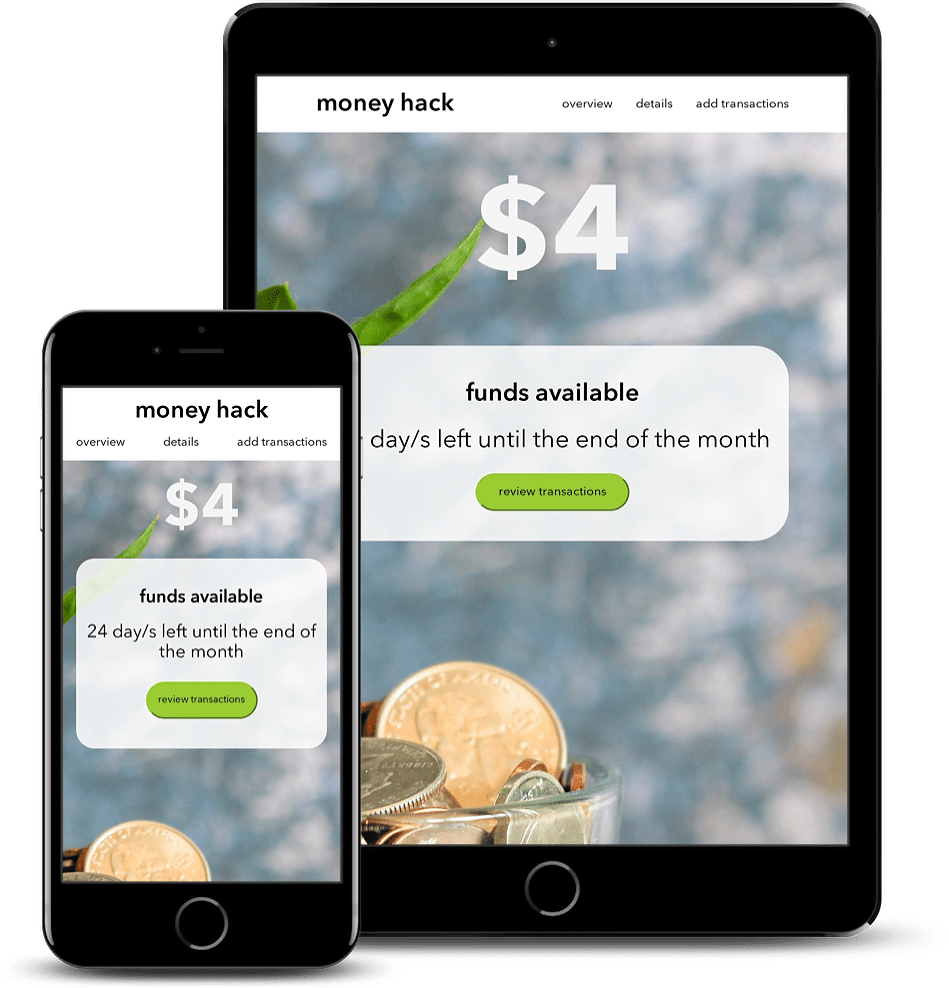 money hack
overview details add transactions
$4
funds available
day/s left until the end of the month
review transactions
money hack
overview details add transactions
$4
funds available
24 day/s left until the end of
the month
review transactions